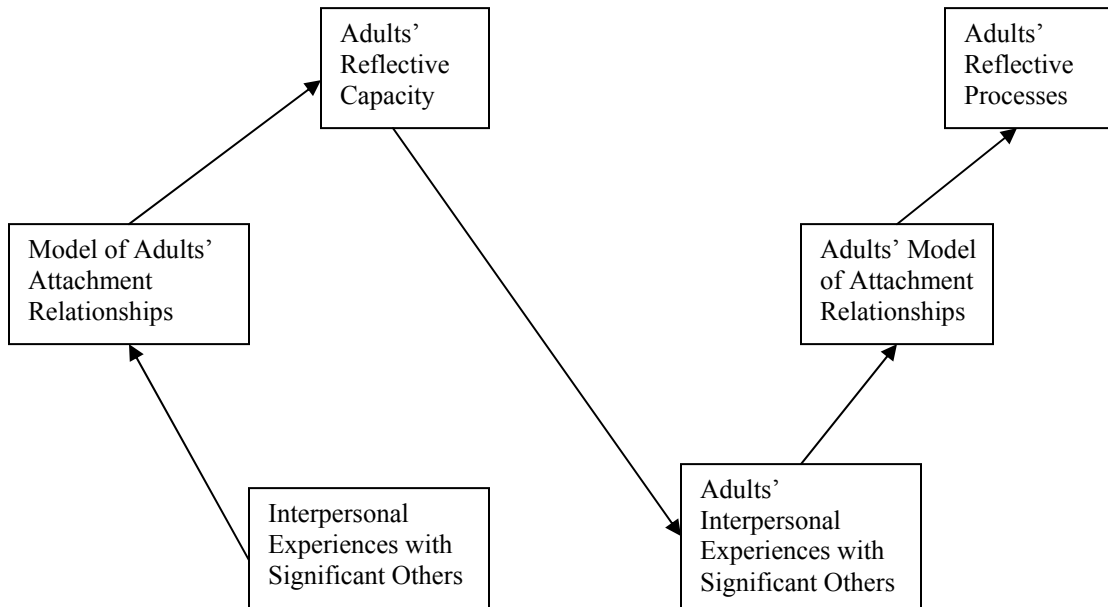 Adults’
Reflective
Capacity
Adults’
Reflective
Processes
Model of Adults’
Attachment
Relationships
Adults’ Model
of Attachment
Relationships
Interpersonal
Experiences with
Significant Others
Adults’
Interpersonal
Experiences with
Significant Others